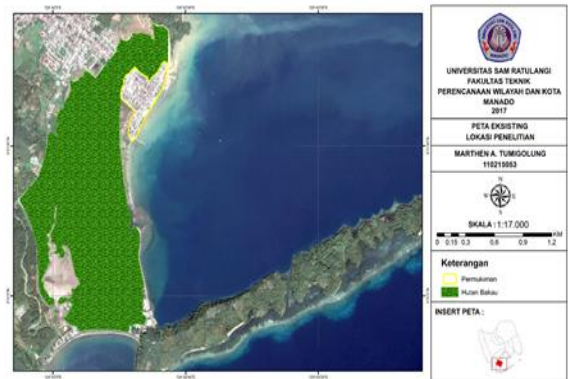 UNIVERSITAS SAM RATULANGI
FAKULTAS TEKNIK
PERENCANAAN WILAYAH DAN KOTA
MANADO
2017
PETA EKSISTING
LOKASI PENELITIAN
MARTHEN A. TUMIGOLUNG
110215053
N
W
E
S
SKALA : 1:17.000
0 0.15 0.3 0.6 0.9 1.2 KM
Keterangan
Permukiman
Hutan Bakau
INSERT PETA :